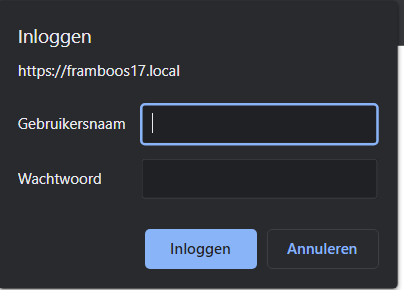 Inloggen
https://framboos17.local
Gebruikersnaam
Wachtwoord
Inloggen Annuleren